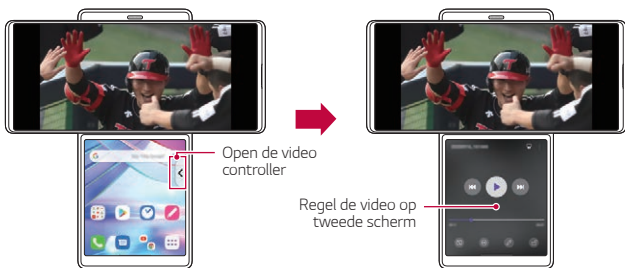 Open de video
controller
Regel de video op
tweede scherm